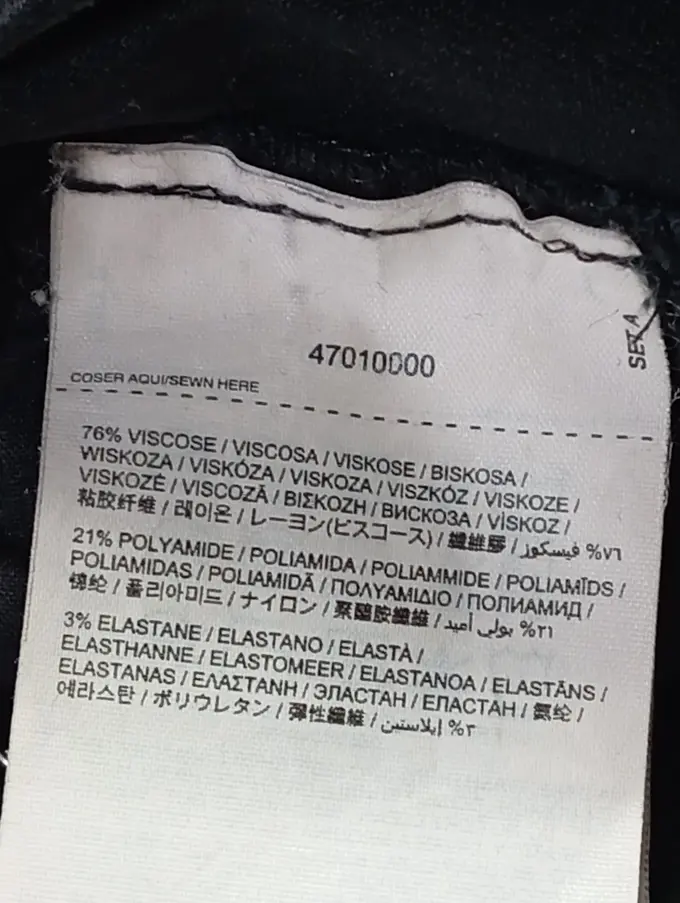 47010000
SET A
COSER AQUI/SEWN HERE
76% VISCOSE / VISCOSA / VISKOSE / BISKOSA /
WISKOZA / VISKÓZA / VISKOZA / VISZKÓZ / VISKOZE /
VISKOZĖ / VISCOZĂ / ΒΙΣΚΟΖΗ / ВИСКОЗА / VİSKOZ /
粘胶纤维 / 레이온 / レーヨン(ビスコース) / 纖維膠 / %٧٦ فيسكوز
21% POLYAMIDE / POLIAMIDA / POLIAMMIDE / POLIAMĪDS /
POLIAMIDAS / POLIAMIDĂ / ΠΟΛΥΑΜΙΔΙΟ / ПОЛИАМИД /
锦纶 / 폴리아미드 / ナイロン / 聚醯胺纖維 / %٢١ بولي أميد
3% ELASTANE / ELASTANO / ELASTĀ /
ELASTHANNE / ELASTOMEER / ELASTANOA / ELASTĀNS /
ELASTANAS / ΕΛΑΣΤΑΝΗ / ЭЛАСТАН / ЕЛАСТАН / 氨纶 /
에라스탄 / ポリウレタン / 彈性纖維 / %٣ إيلاستين